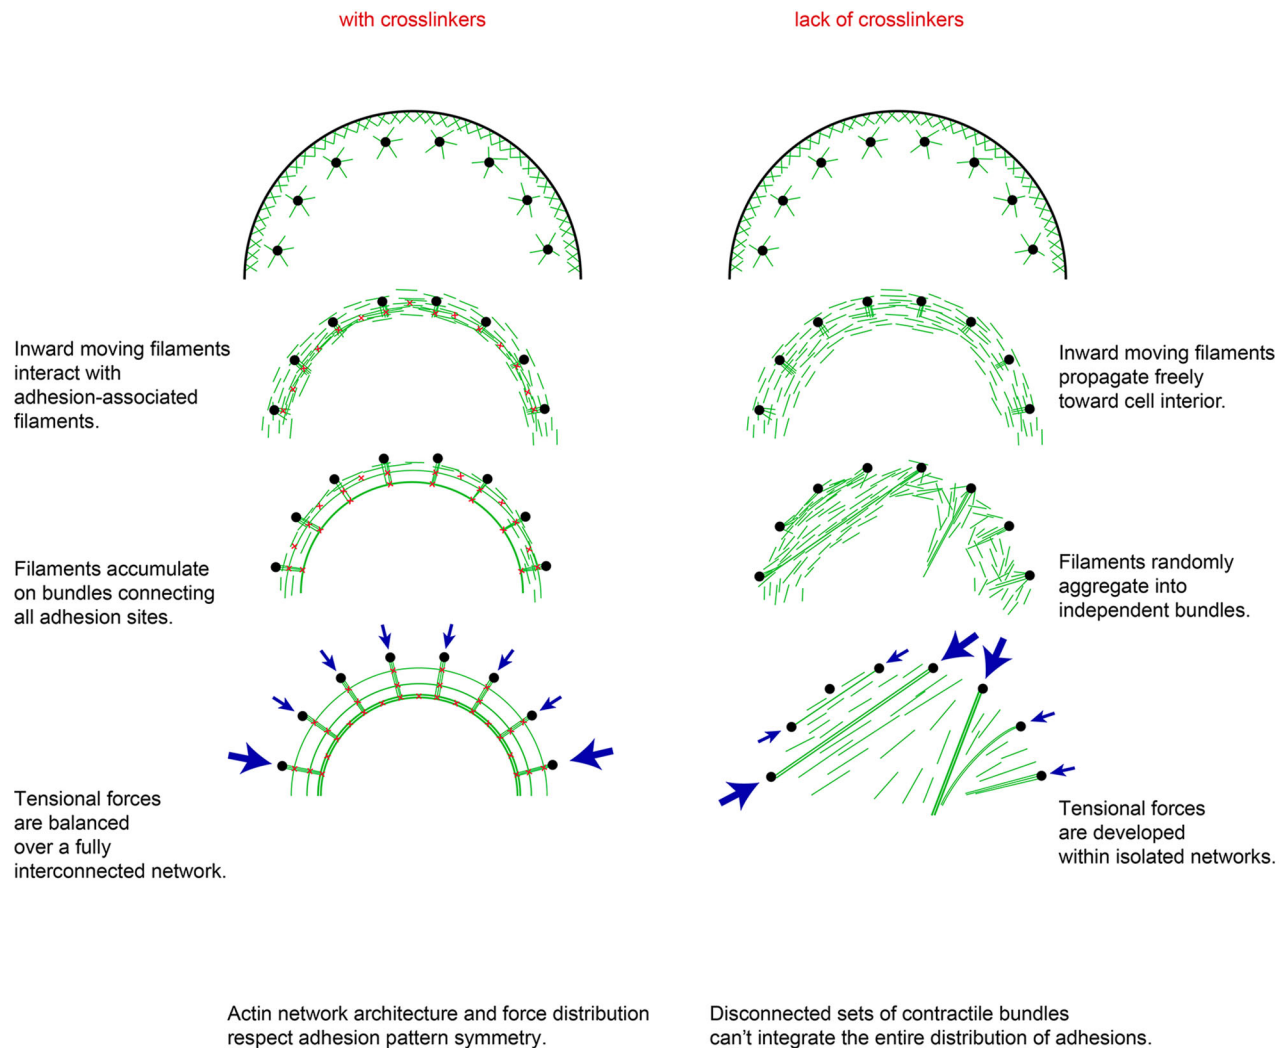 with crosslinkers
lack of crosslinkers
Inward moving filaments
interact with
adhesion-associated
filaments.
Inward moving filaments
propagate freely
toward cell interior.
Filaments accumulate
on bundles connecting
all adhesion sites.
Filaments randomly
aggregate into
independent bundles.
Tensional forces
are balanced
over a fully
interconnected network.
Tensional forces
are developed
within isolated networks.
Actin network architecture and force distribution
respect adhesion pattern symmetry.
Disconnected sets of contractile bundles
can't integrate the entire distribution of adhesions.